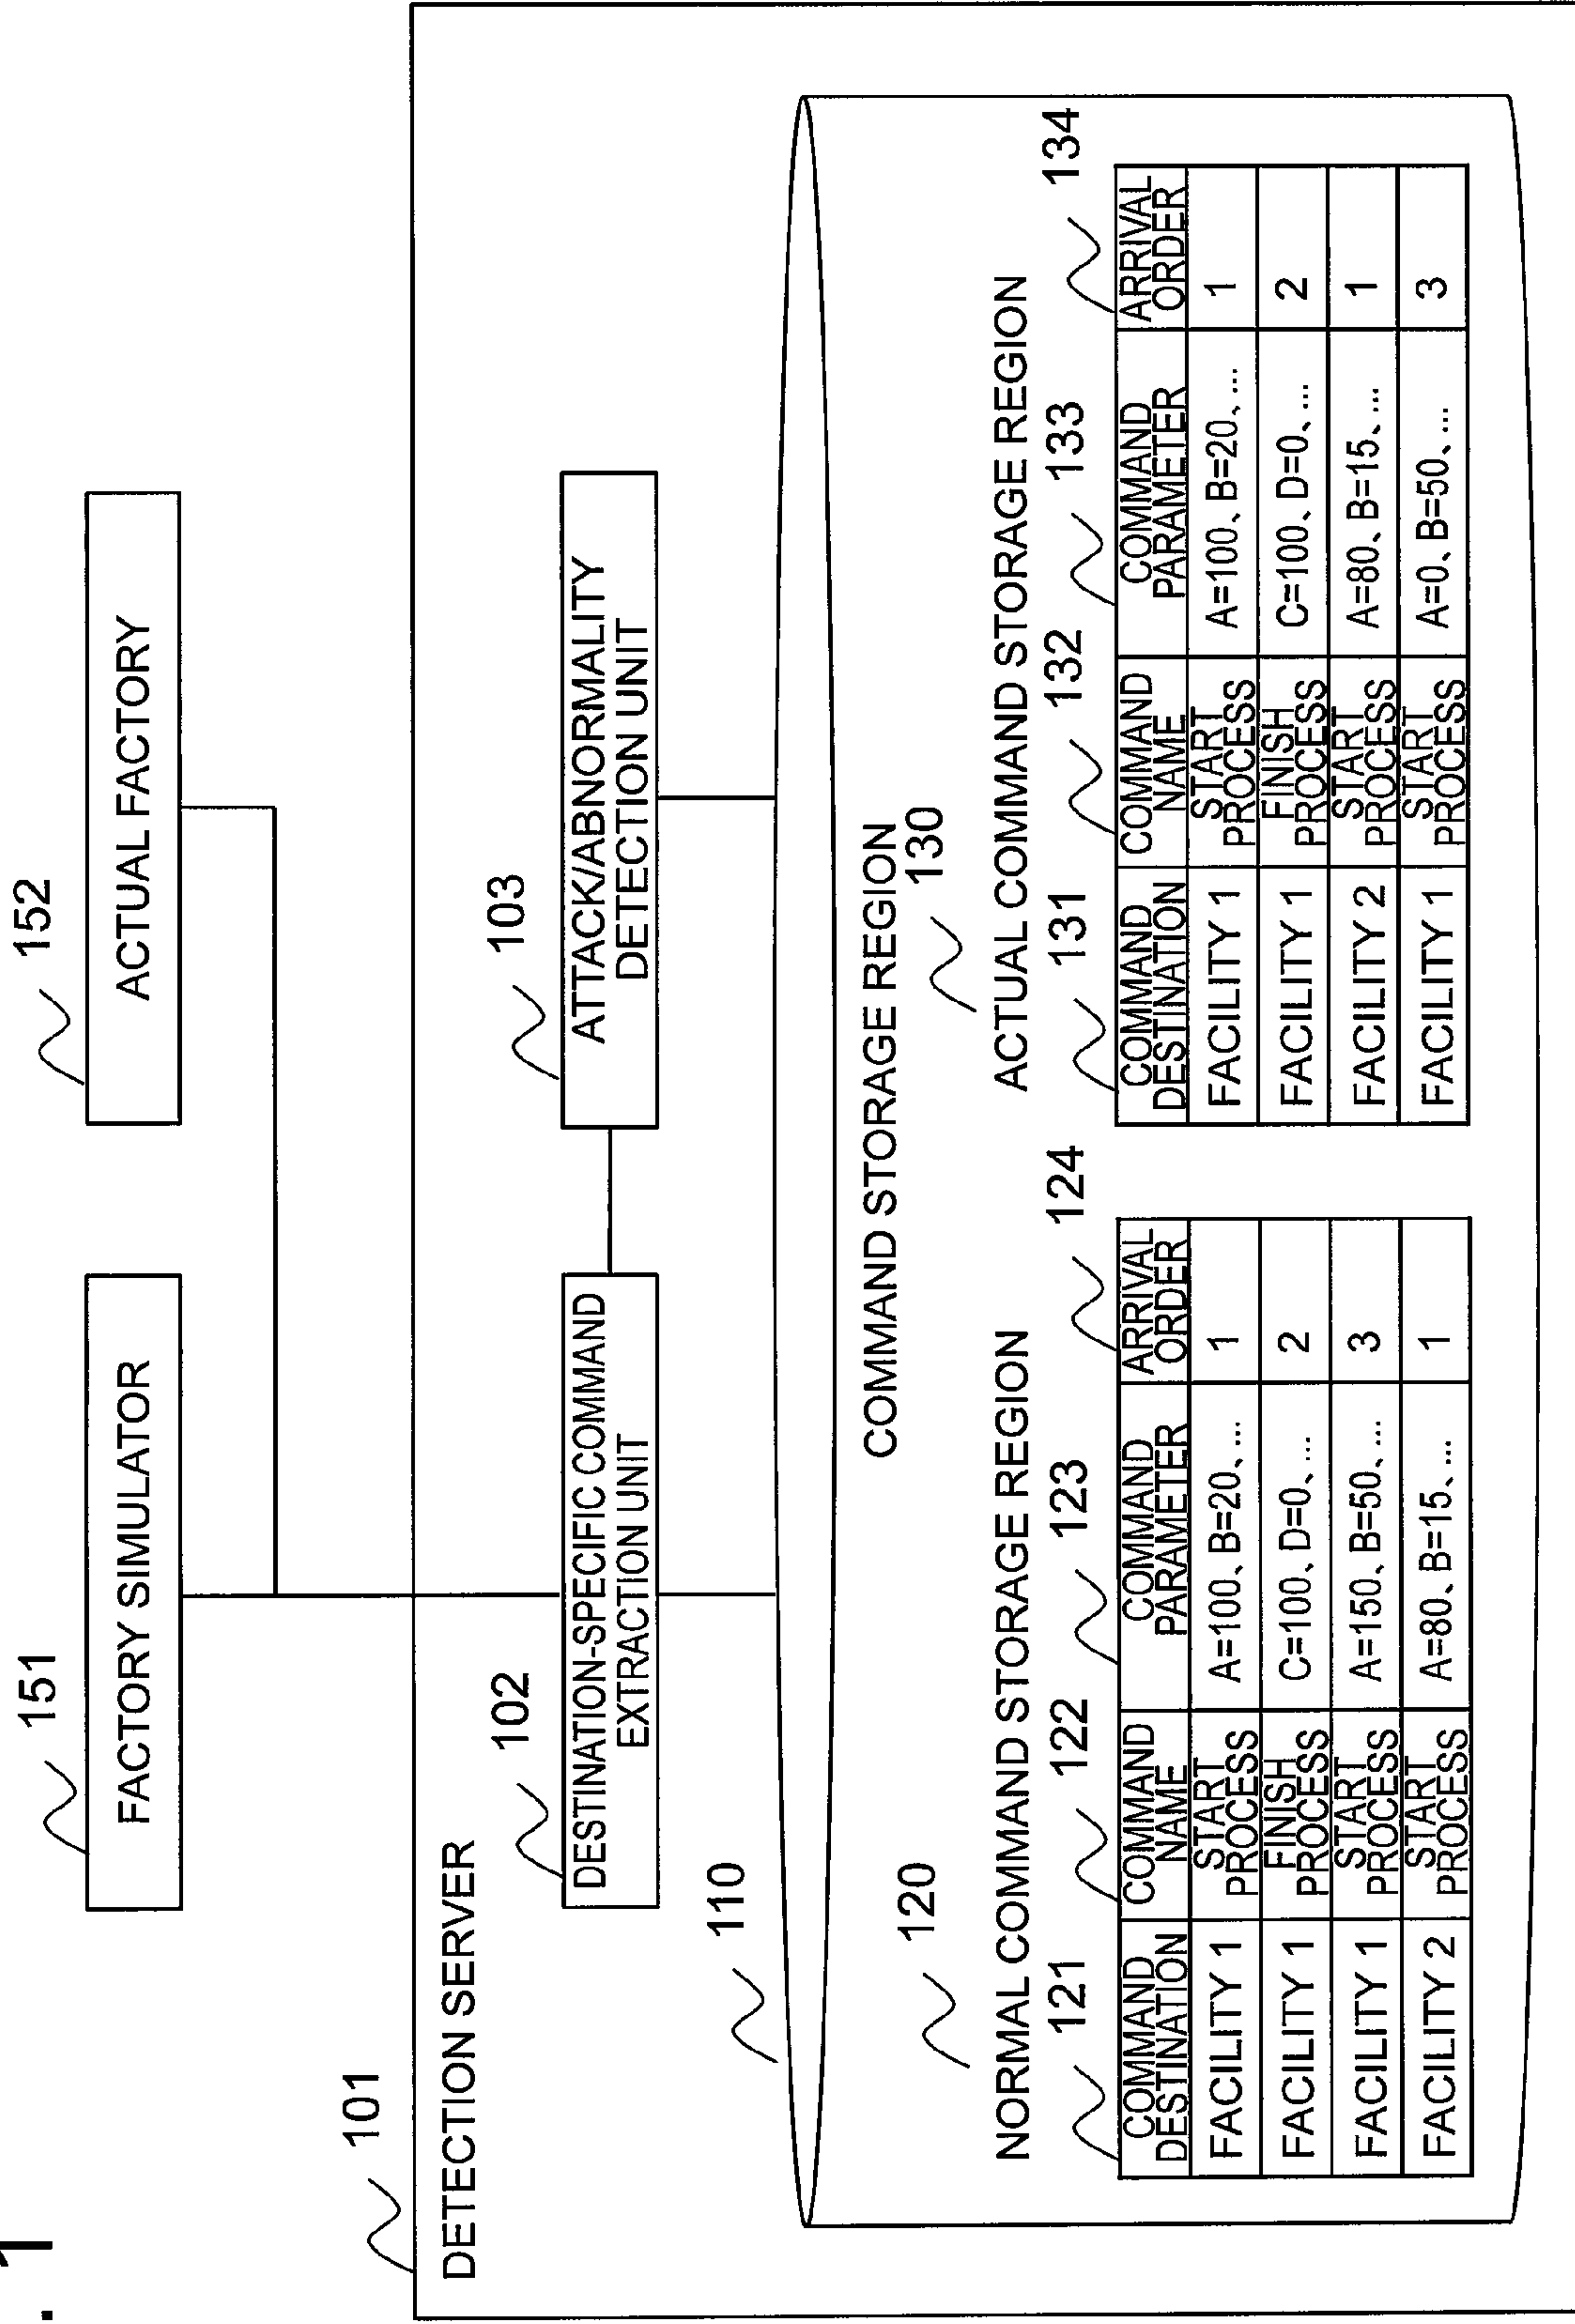 . 1
151
FACTORY SIMULATOR
152
ACTUAL FACTORY
101
DETECTION SERVER
102
DESTINATION-SPECIFIC COMMAND
EXTRACTION UNIT
103
ATTACK/ABNORMALITY
DETECTION UNIT
110
COMMAND STORAGE REGION
120
NORMAL COMMAND STORAGE REGION
121 122 123 124
COMMAND DESTINATION COMMAND NAME COMMAND PARAMETER ARRIVAL ORDER
FACILITY 1 START PROCESS A=100、B=20、... 1
FACILITY 1 FINISH PROCESS C=100、D=0、... 2
FACILITY 1 START PROCESS A=150、B=50、... 3
FACILITY 2 START PROCESS A=80、B=15、... 1
130
ACTUAL COMMAND STORAGE REGION
131 132 133 134
COMMAND DESTINATION COMMAND NAME COMMAND PARAMETER ARRIVAL ORDER
FACILITY 1 START PROCESS A=100、B=20、... 1
FACILITY 1 FINISH PROCESS C=100、D=0、... 2
FACILITY 2 START PROCESS A=80、B=15、... 1
FACILITY 1 START PROCESS A=0、B=50、... 3